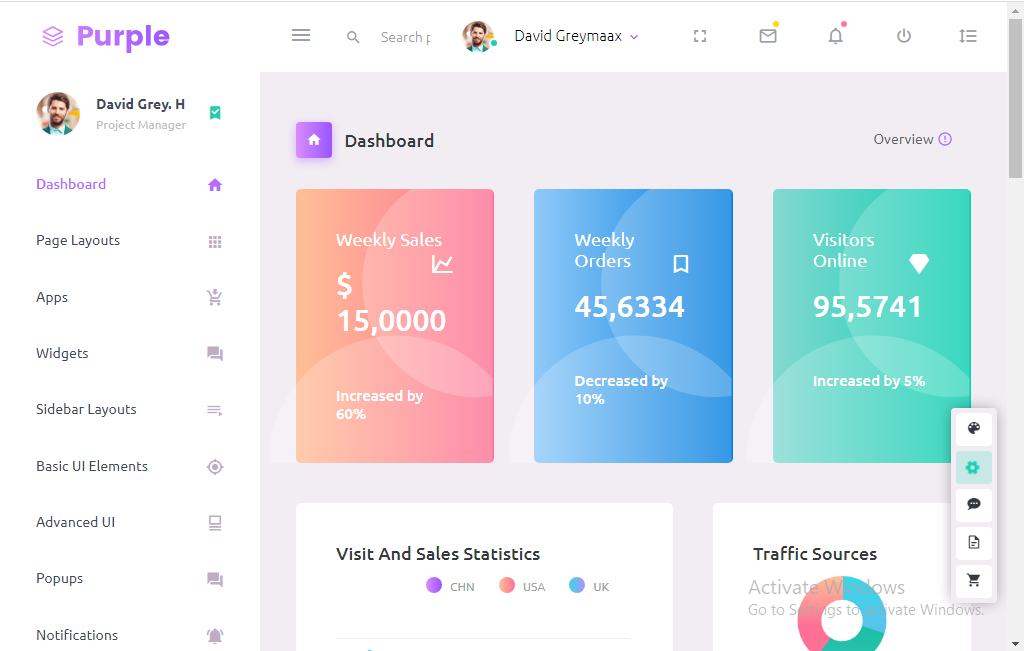 Purple
Search p
David Greymaax
David Grey. H
Project Manager
Dashboard
Page Layouts
Apps
Widgets
Sidebar Layouts
Basic UI Elements
Advanced UI
Popups
Notifications
Dashboard
Overview
Weekly Sales
$
15,0000
Increased by
60%
Weekly
Orders
45,6334
Decreased by
10%
Visitors
Online
95,5741
Increased by 5%
Visit And Sales Statistics
CHN USA UK
Traffic Sources
Activate Windows
Go to Settings to activate Windows.